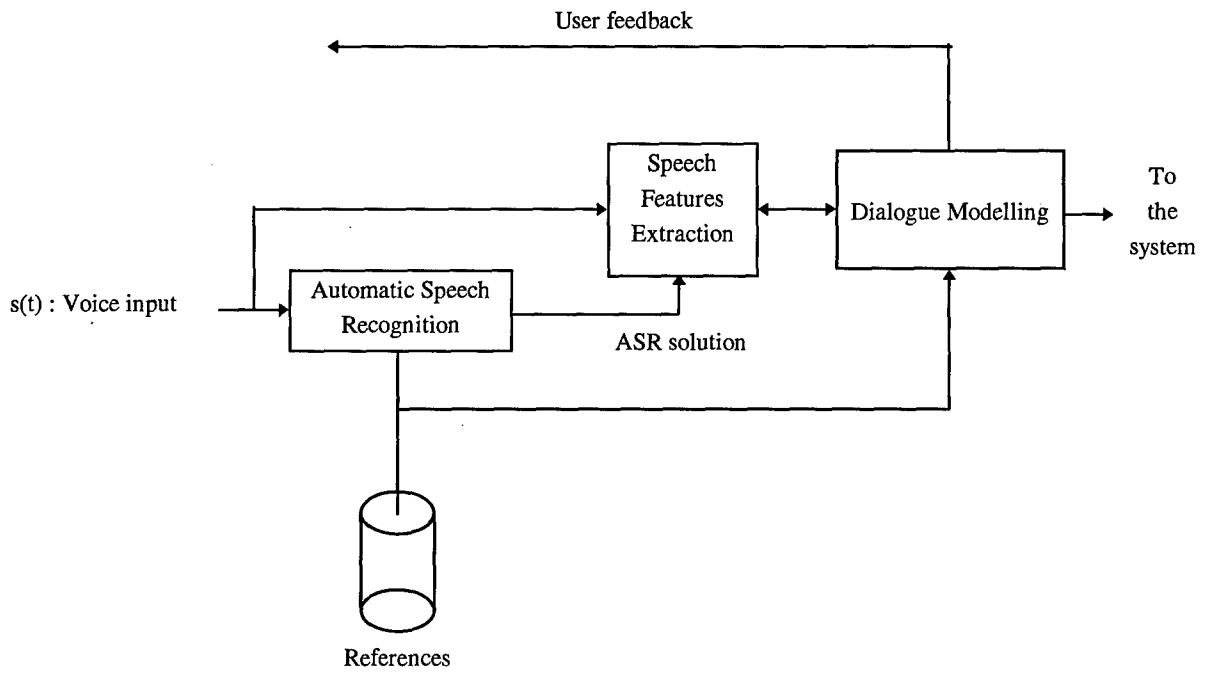 User feedback
Speech
Features
Extraction
Dialogue Modelling
To
the
system
s(t) : Voice input
Automatic Speech
Recognition
ASR solution
References